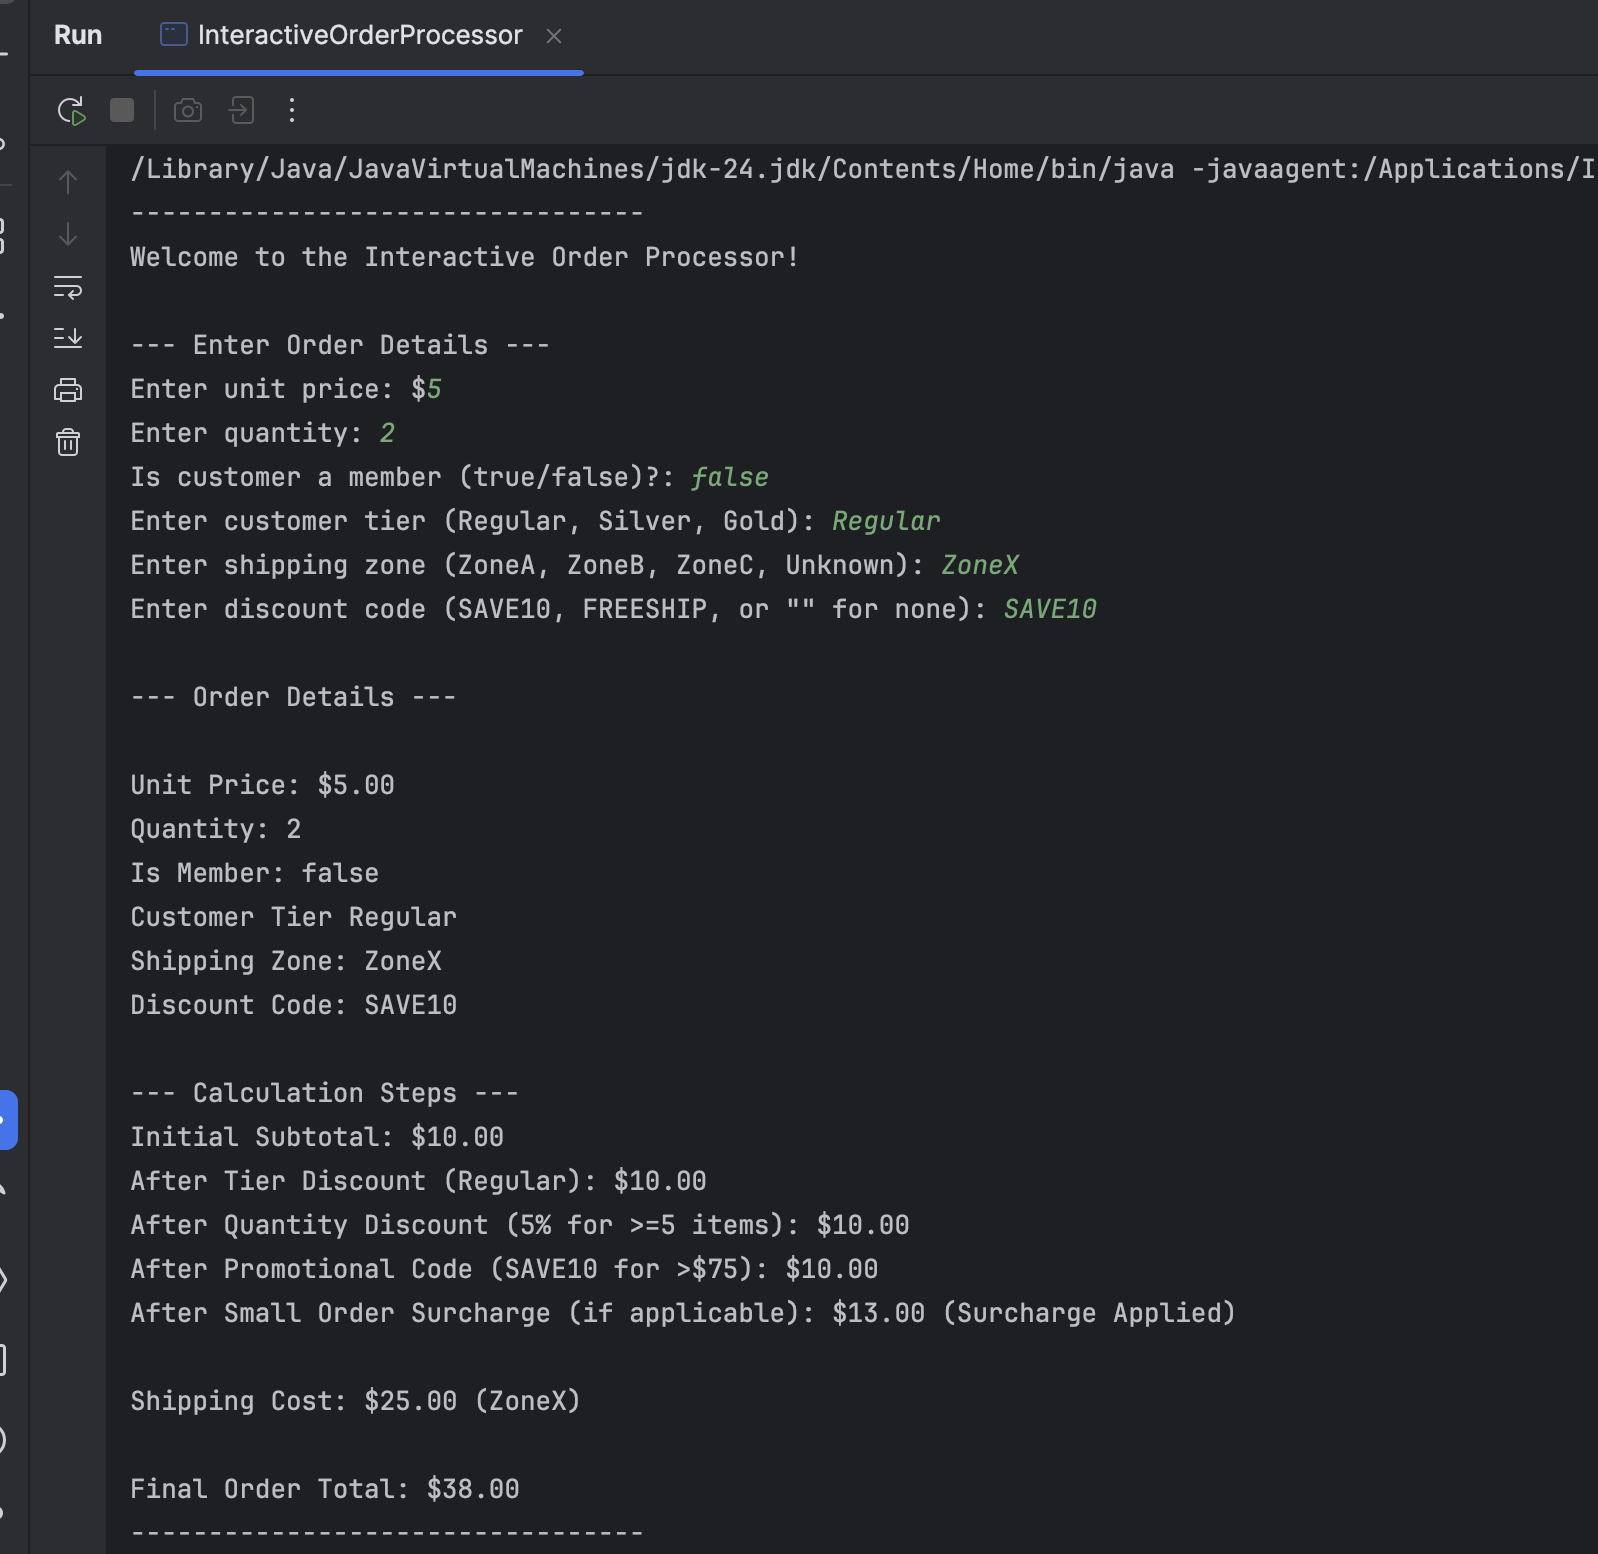 Run InteractiveOrderProcessor
/Library/Java/JavaVirtualMachines/jdk-24.jdk/Contents/Home/bin/java -javaagent:/Applications/I
---------------------------------
Welcome to the Interactive Order Processor!
--- Enter Order Details ---
Enter unit price: $5
Enter quantity: 2
Is customer a member (true/false)?: false
Enter customer tier (Regular, Silver, Gold): Regular
Enter shipping zone (ZoneA, ZoneB, ZoneC, Unknown): ZoneX
Enter discount code (SAVE10, FREESHIP, or "" for none): SAVE10
--- Order Details ---
Unit Price: $5.00
Quantity: 2
Is Member: false
Customer Tier Regular
Shipping Zone: ZoneX
Discount Code: SAVE10
--- Calculation Steps ---
Initial Subtotal: $10.00
After Tier Discount (Regular): $10.00
After Quantity Discount (5% for >=5 items): $10.00
After Promotional Code (SAVE10 for >$75): $10.00
After Small Order Surcharge (if applicable): $13.00 (Surcharge Applied)
Shipping Cost: $25.00 (ZoneX)
Final Order Total: $38.00
---------------------------------